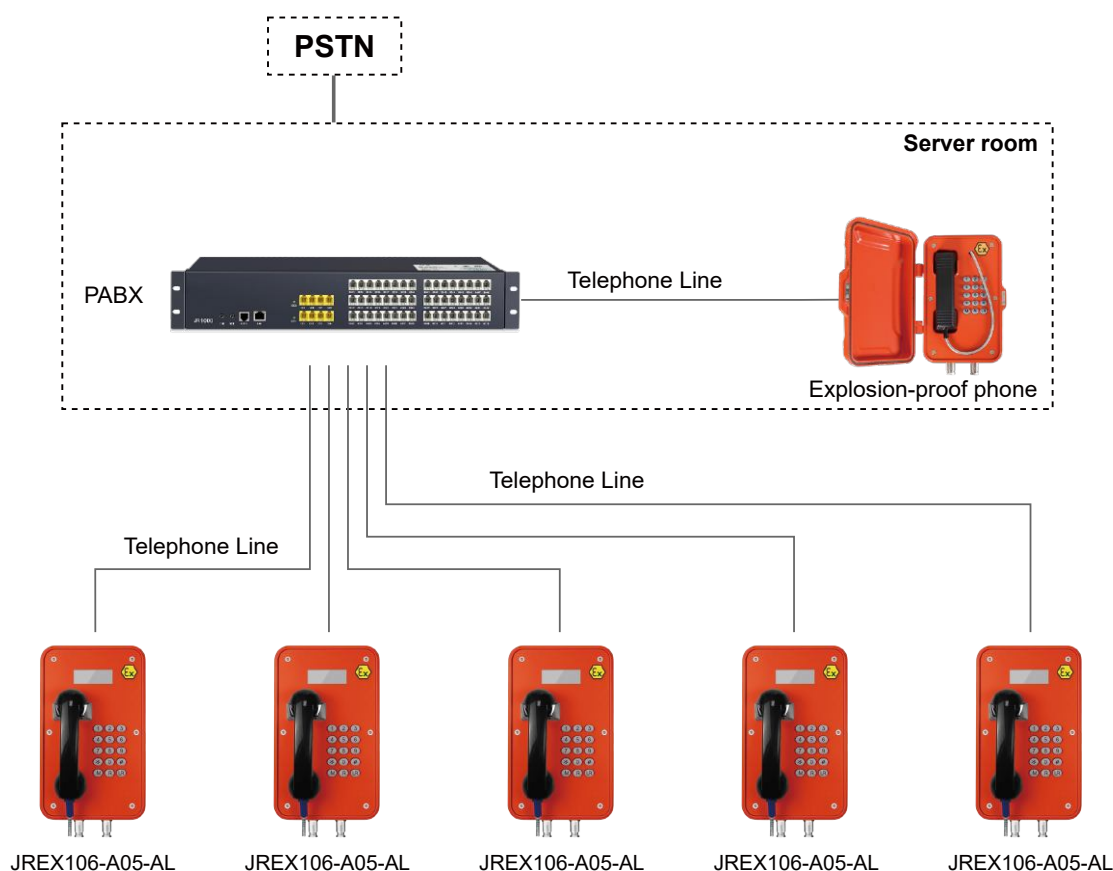 PSTN
Server room
PABX
Telephone Line
Explosion-proof phone
Telephone Line
Telephone Line
JREX106-A05-AL
JREX106-A05-AL
JREX106-A05-AL
JREX106-A05-AL
JREX106-A05-AL